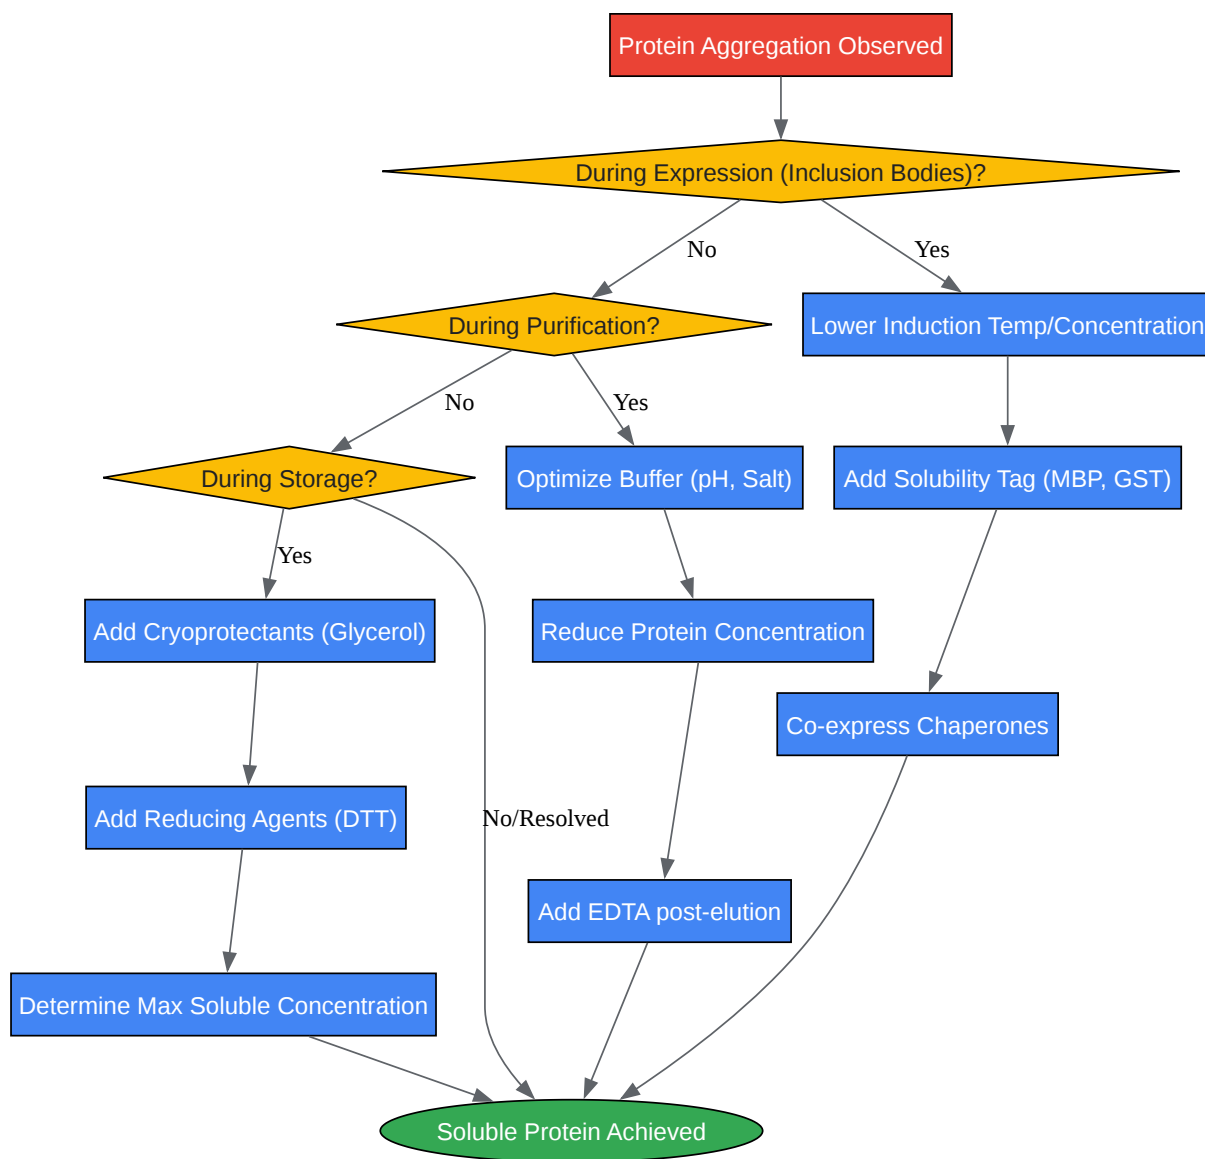 Protein Aggregation Observed
During Expression (Inclusion Bodies)?
No
Yes
During Purification?
Lower Induction Temp/Concentration
No
Yes
During Storage?
Optimize Buffer (pH, Salt)
Add Solubility Tag (MBP, GST)
Yes
Add Cryoprotectants (Glycerol)
Reduce Protein Concentration
Co-express Chaperones
Add Reducing Agents (DTT)
No/Resolved
Add EDTA post-elution
Determine Max Soluble Concentration
Soluble Protein Achieved